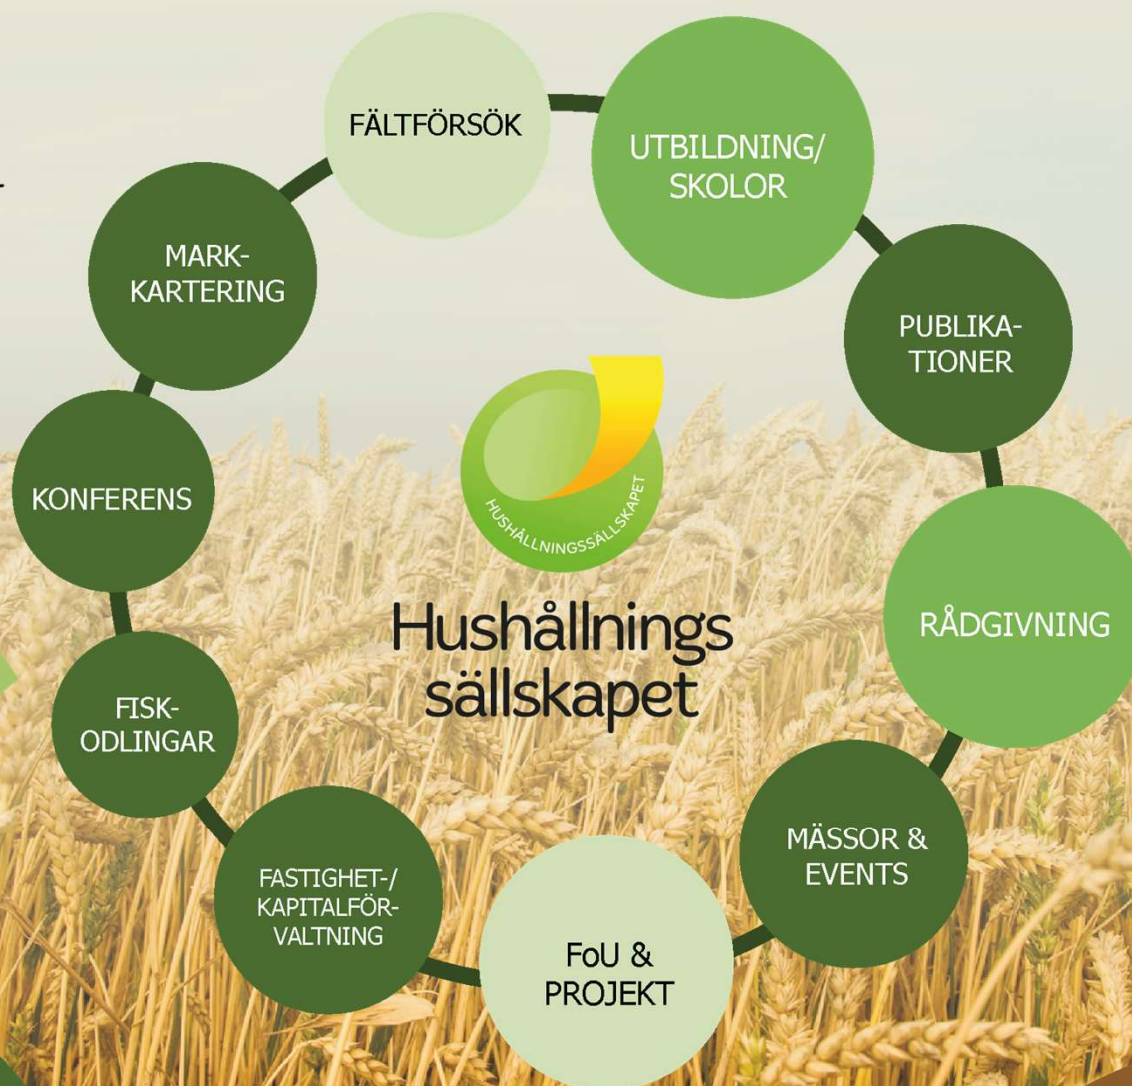 FÄLTFÖRSÖK
UTBILDNING/
SKOLOR
MARK-
KARTERING
PUBLIKA-
TIONER
KONFERENS
HUSHÅLLNINGSSÄLLSKAPET
Hushållnings
sällskapet
RÅDGIVNING
FISK-
ODLINGAR
MÄSSOR &
EVENTS
FASTIGHET-/
KAPITALFÖR-
VALTNING
FoU &
PROJEKT